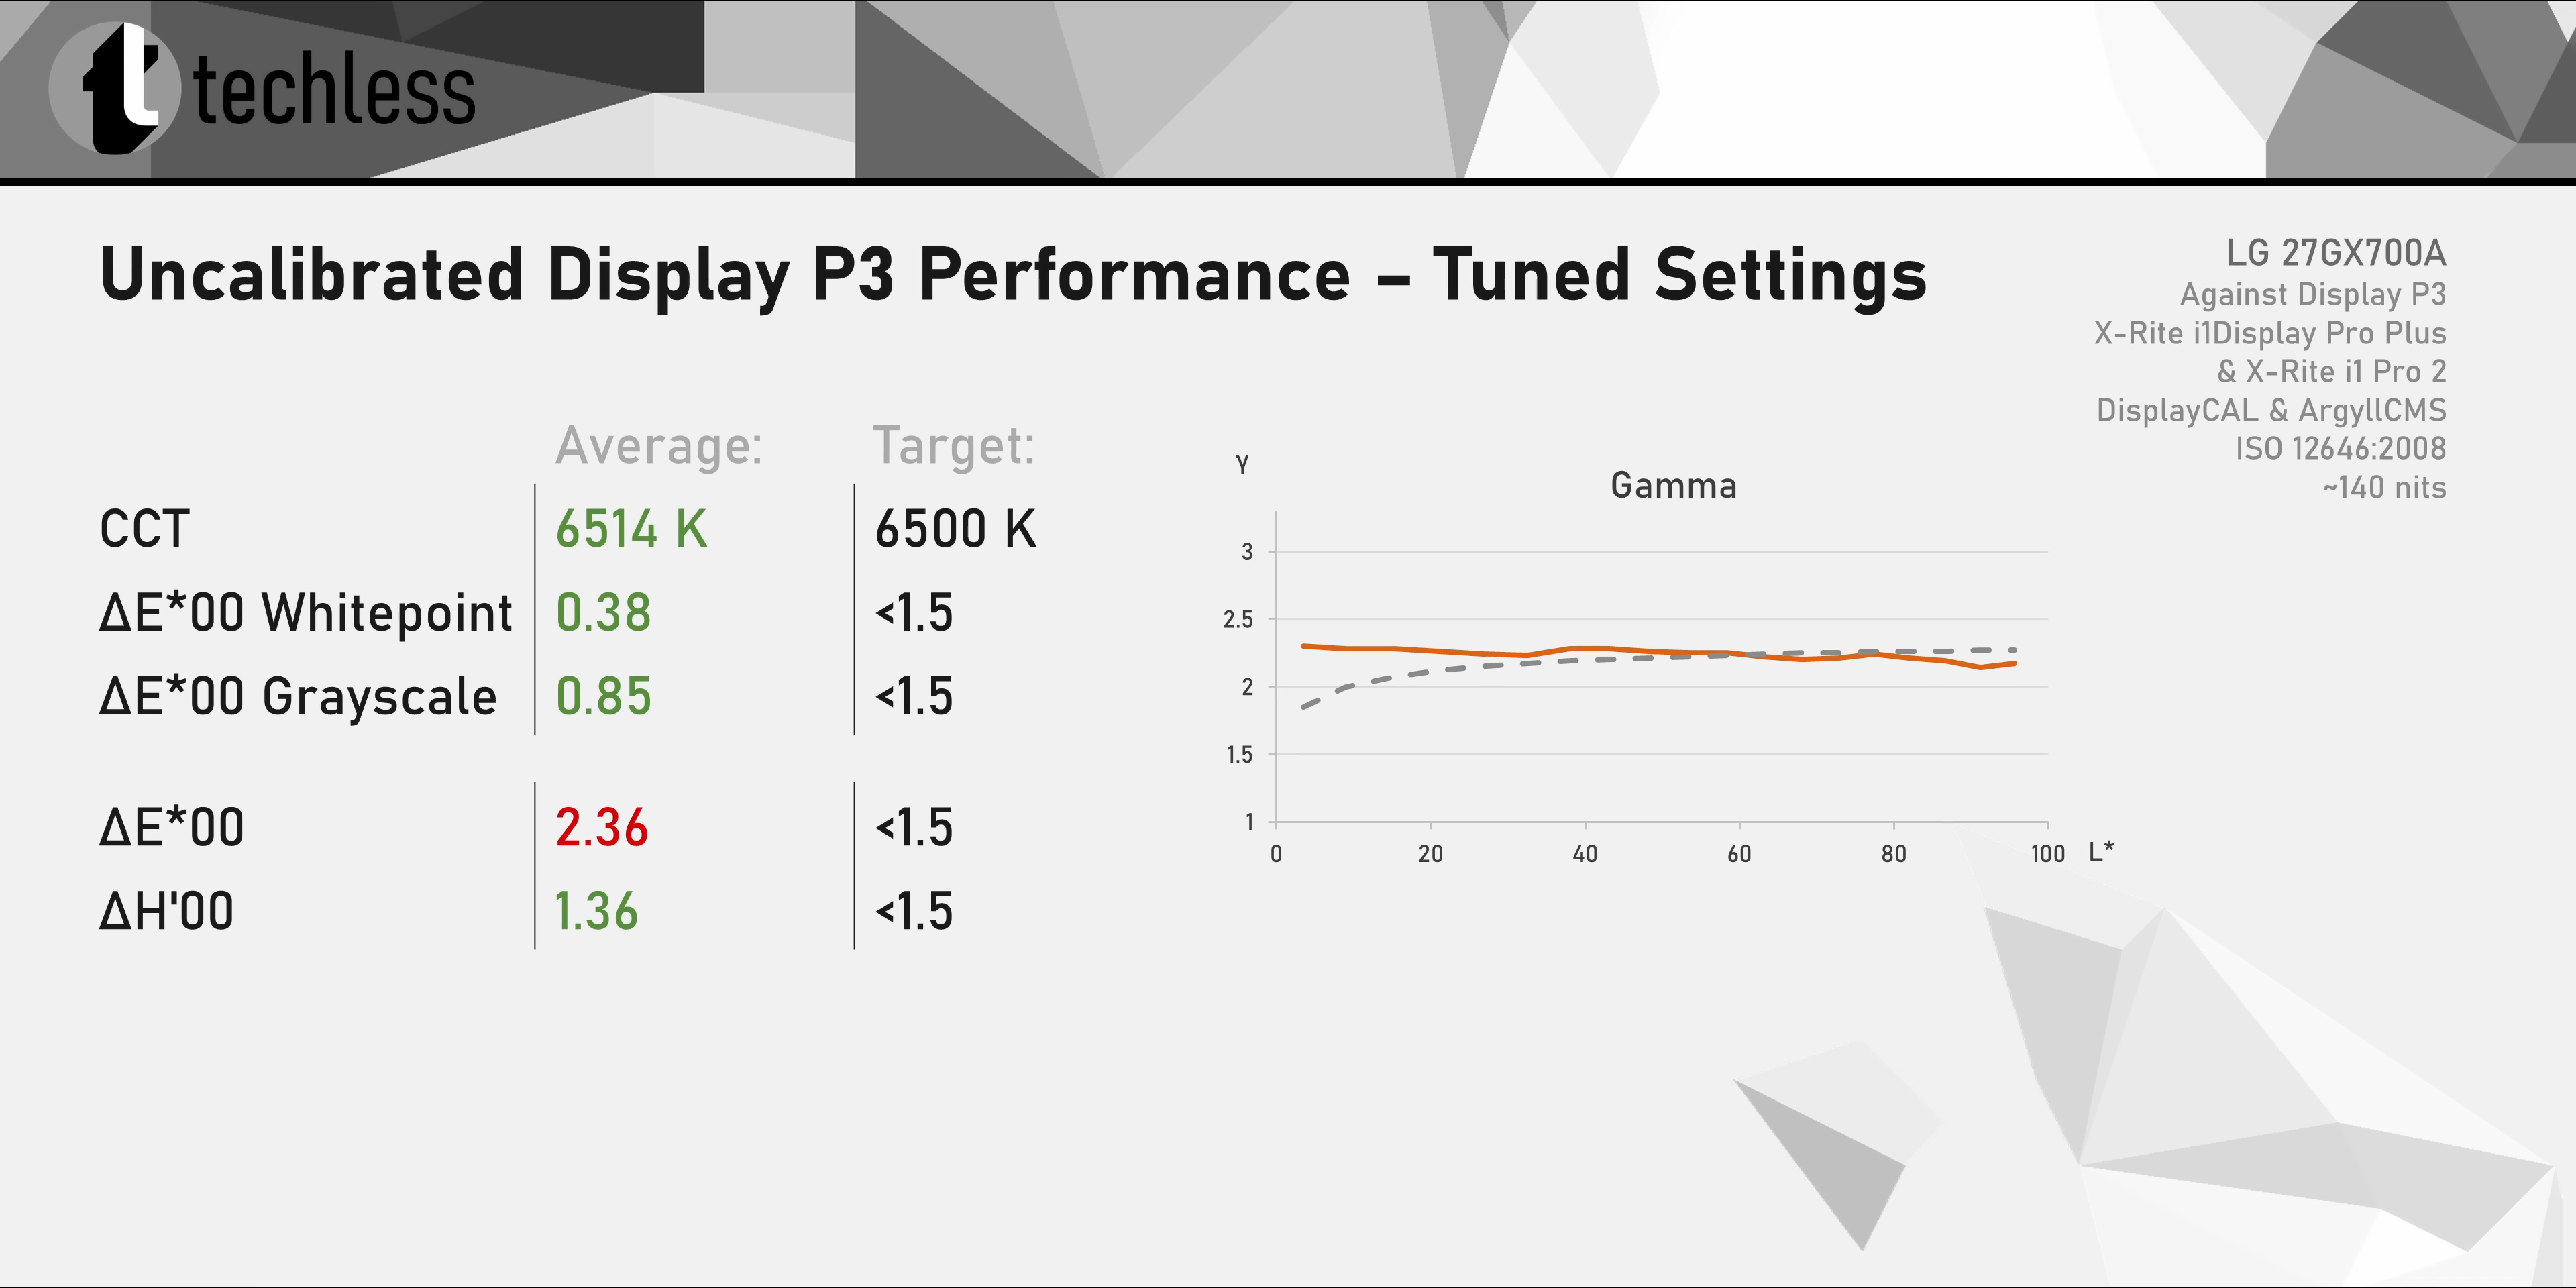 techless
Uncalibrated Display P3 Performance – Tuned Settings
LG 27GX700A
Against Display P3
X-Rite i1Display Pro Plus
& X-Rite i1 Pro 2
DisplayCAL & ArgyllCMS
ISO 12646:2008
~140 nits
Average: Target:
CCT 6514 K 6500 K
ΔE*00 Whitepoint 0.38 <1.5
ΔE*00 Grayscale 0.85 <1.5
ΔE*00 2.36 <1.5
ΔH'00 1.36 <1.5
γ
Gamma
3
2.5
2
1.5
1
0 20 40 60 80 100 L*